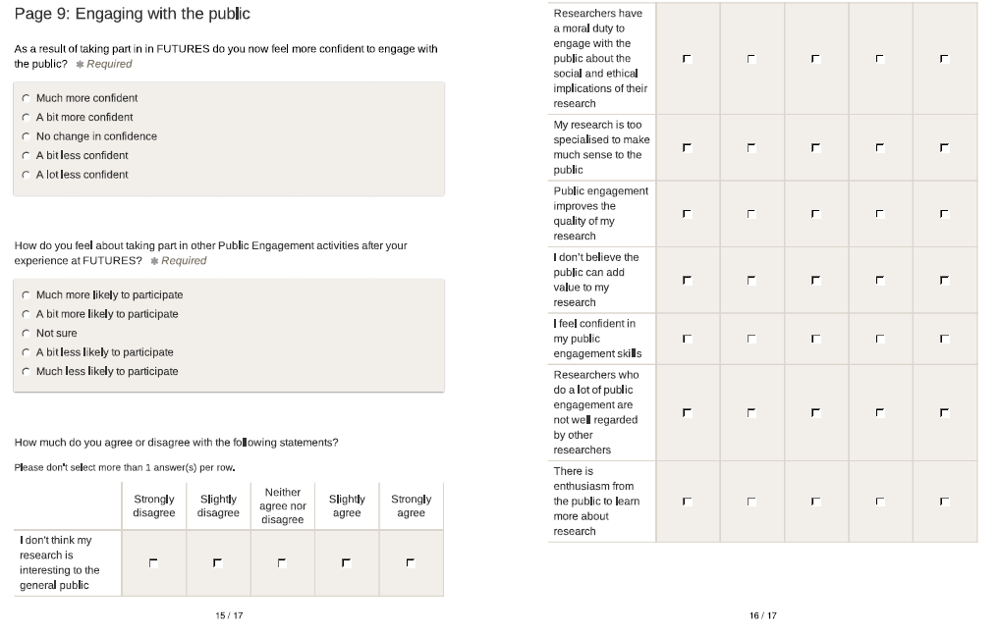 Page 9: Engaging with the public
As a result of taking part in in FUTURES do you now feel more confident to engage with
the public? ✱ Required
Much more confident
A bit more confident
No change in confidence
A bit less confident
A lot less confident
How do you feel about taking part in other Public Engagement activities after your
experience at FUTURES? ✱ Required
Much more likely to participate
A bit more likely to participate
Not sure
A bit less likely to participate
Much less likely to participate
How much do you agree or disagree with the following statements?
Please don't select more than 1 answer(s) per row.
Strongly
disagree
Slightly
disagree
Neither
agree nor
disagree
Slightly
agree
Strongly
agree
I don't think my
research is
interesting to the
general public
15 / 17
Researchers have
a moral duty to
engage with the
public about the
social and ethical
implications of their
research
My research is too
specialised to make
much sense to the
public
Public engagement
improves the
quality of my
research
I don't believe the
public can add
value to my
research
I feel confident in
my public
engagement skills
Researchers who
do a lot of public
engagement are
not well regarded
by other
researchers
There is
enthusiasm from
the public to learn
more about
research
16 / 17